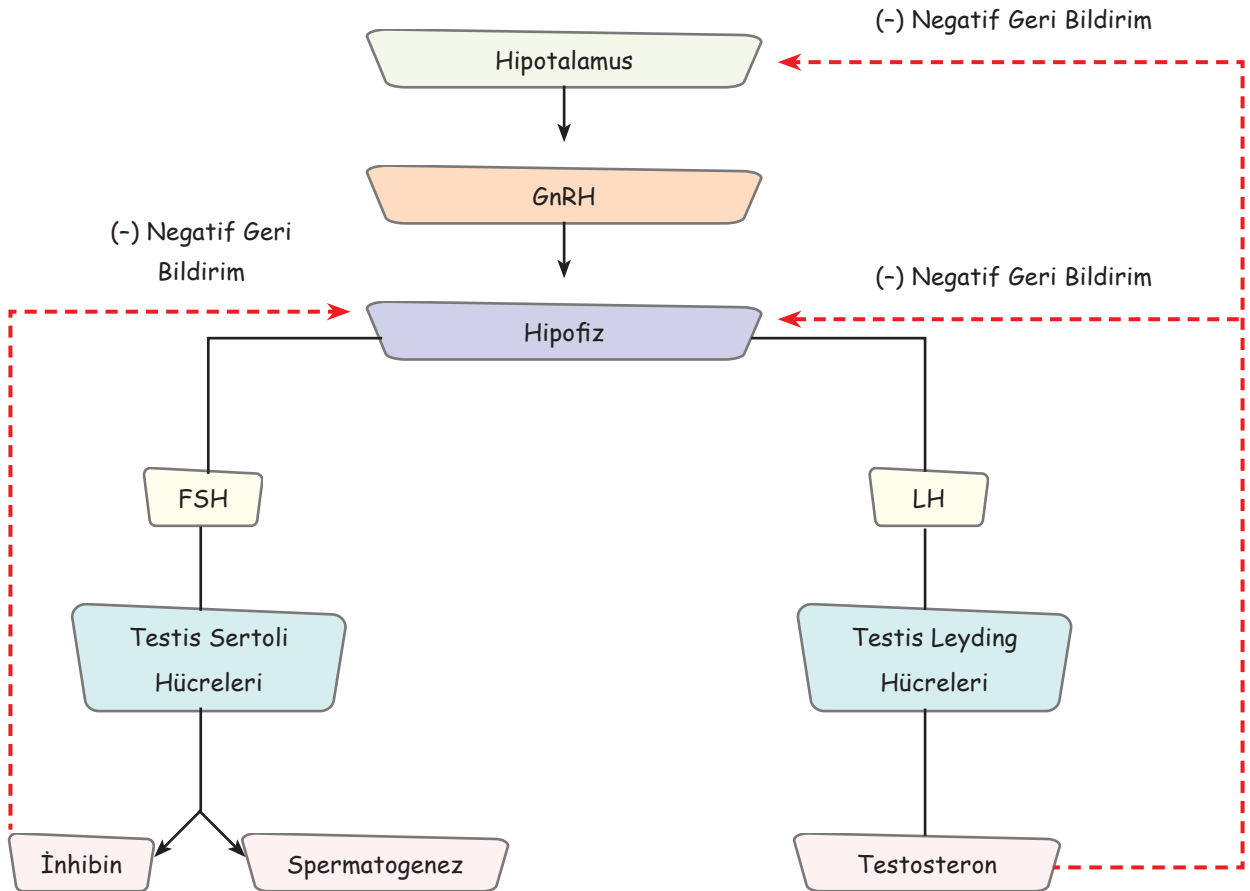 (-) Negatif Geri Bildirim
Hipotalamus
GnRH
(-) Negatif Geri
Bildirim
(-) Negatif Geri Bildirim
Hipofiz
FSH
LH
Testis Sertoli
Hücreleri
Testis Leyding
Hücreleri
İnhibin
Spermatogenez
Testosteron